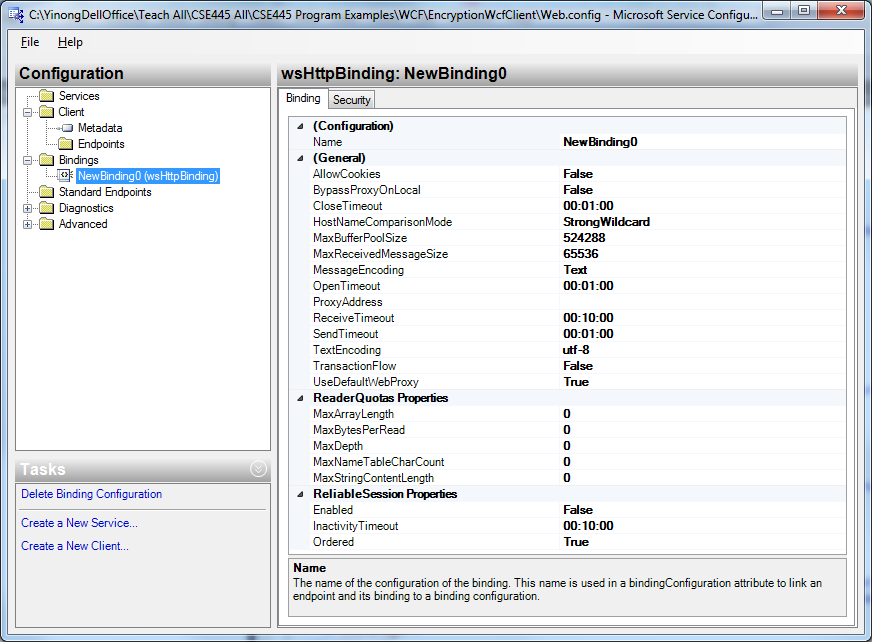 C:\YinongDellOffice\Teach All\CSE445 All\CSE445 Program Examples\WCF\EncryptionWcfClient\Web.config - Microsoft Service Configu...
File Help
Configuration
Services
Client
Metadata
Endpoints
Bindings
NewBinding0 (wsHttpBinding)
Standard Endpoints
Diagnostics
Advanced
Tasks
Delete Binding Configuration
Create a New Service...
Create a New Client...
wsHttpBinding: NewBinding0
Binding Security
(Configuration)
Name NewBinding0
(General)
AllowCookies False
BypassProxyOnLocal False
CloseTimeout 00:01:00
HostNameComparisonMode StrongWildcard
MaxBufferPoolSize 524288
MaxReceivedMessageSize 65536
MessageEncoding Text
OpenTimeout 00:01:00
ProxyAddress
ReceiveTimeout 00:10:00
SendTimeout 00:01:00
TextEncoding utf-8
TransactionFlow False
UseDefaultWebProxy True
ReaderQuotas Properties
MaxArrayLength 0
MaxBytesPerRead 0
MaxDepth 0
MaxNameTableCharCount 0
MaxStringContentLength 0
ReliableSession Properties
Enabled False
InactivityTimeout 00:10:00
Ordered True
Name
The name of the configuration of the binding. This name is used in a bindingConfiguration attribute to link an
endpoint and its binding to a binding configuration.